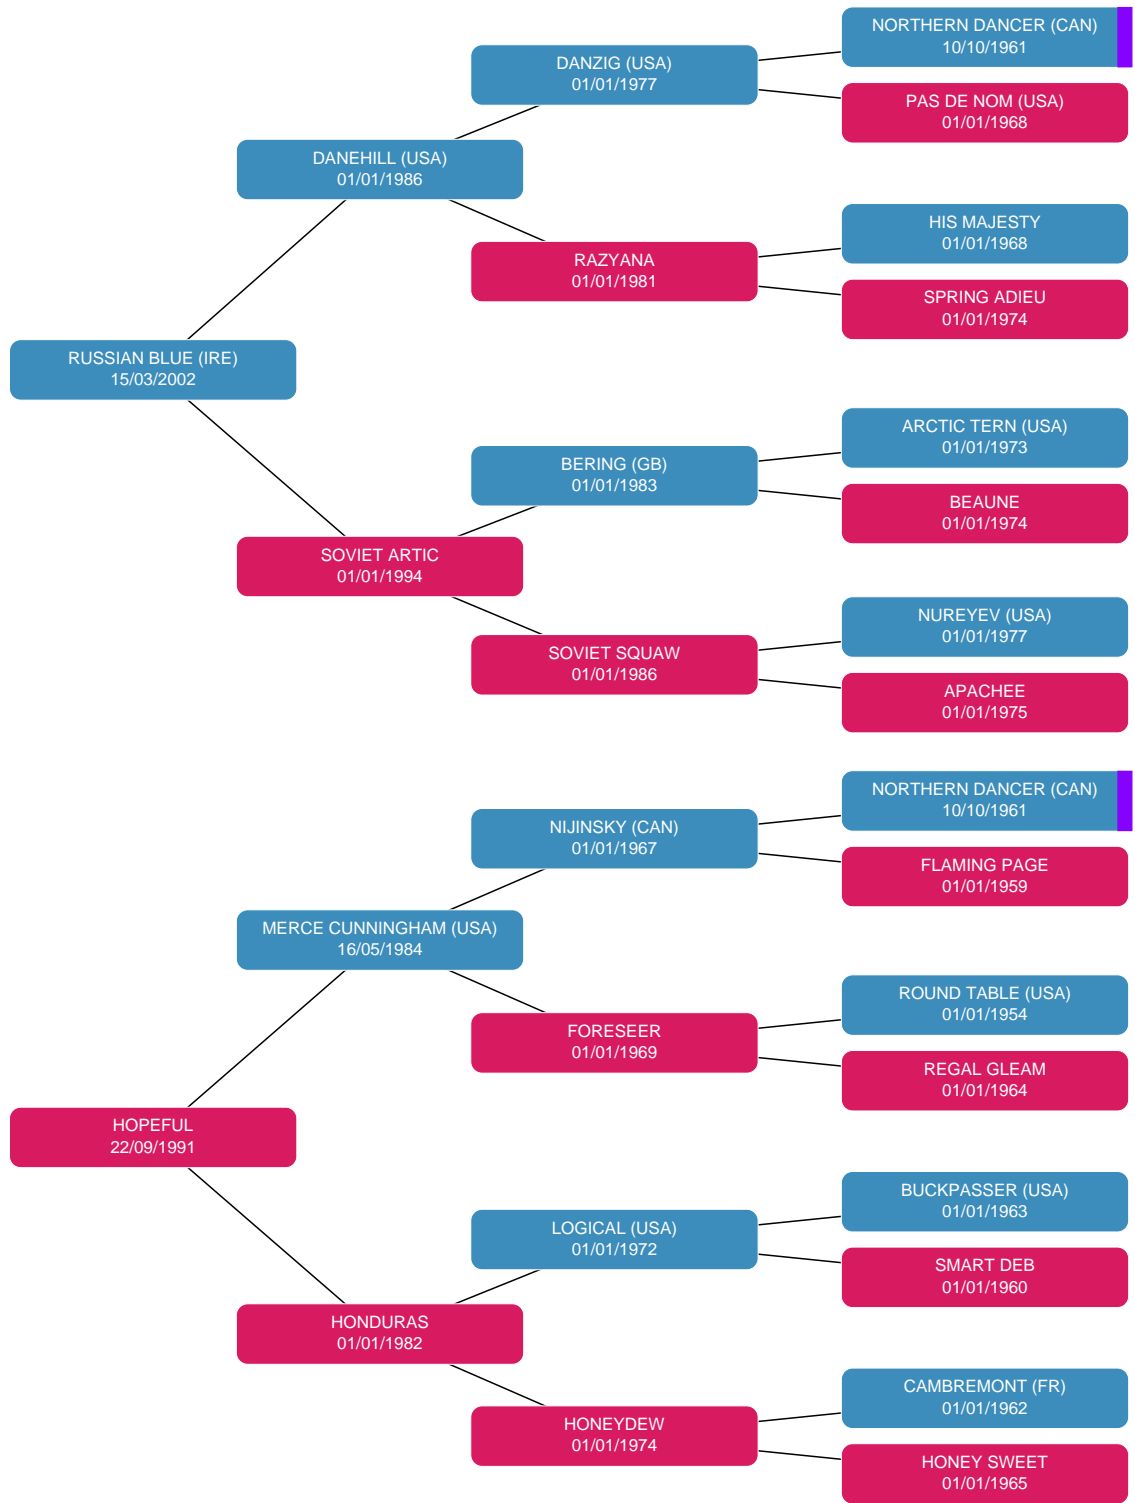 NORTHERN DANCER (CAN)
10/10/1961
DANZIG (USA)
01/01/1977
PAS DE NOM (USA)
01/01/1968
DANEHILL (USA)
01/01/1986
HIS MAJESTY
01/01/1968
RAZYANA
01/01/1981
SPRING ADIEU
01/01/1974
RUSSIAN BLUE (IRE)
15/03/2002
ARCTIC TERN (USA)
01/01/1973
BERING (GB)
01/01/1983
BEAUNE
01/01/1974
SOVIET ARTIC
01/01/1994
NUREYEV (USA)
01/01/1977
SOVIET SQUAW
01/01/1986
APACHEE
01/01/1975
NORTHERN DANCER (CAN)
10/10/1961
NIJINSKY (CAN)
01/01/1967
FLAMING PAGE
01/01/1959
MERCE CUNNINGHAM (USA)
16/05/1984
ROUND TABLE (USA)
01/01/1954
FORESEER
01/01/1969
REGAL GLEAM
01/01/1964
HOPEFUL
22/09/1991
BUCKPASSER (USA)
01/01/1963
LOGICAL (USA)
01/01/1972
SMART DEB
01/01/1960
HONDURAS
01/01/1982
CAMBREMONT (FR)
01/01/1962
HONEYDEW
01/01/1974
HONEY SWEET
01/01/1965